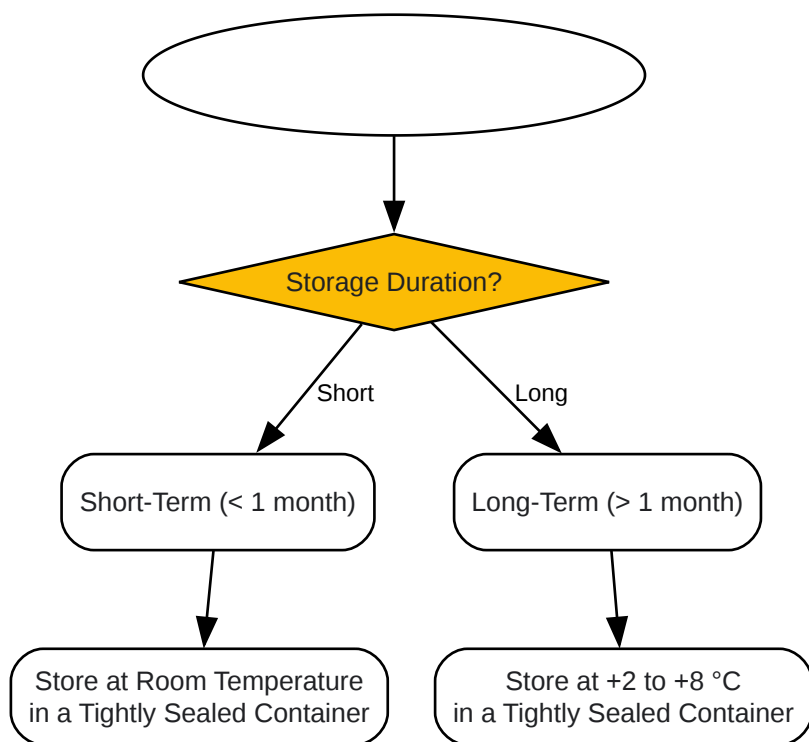 Storage Duration?
Short
Long
Short-Term (< 1 month)
Long-Term (> 1 month)
Store at Room Temperature
in a Tightly Sealed Container
Store at +2 to +8 °C
in a Tightly Sealed Container